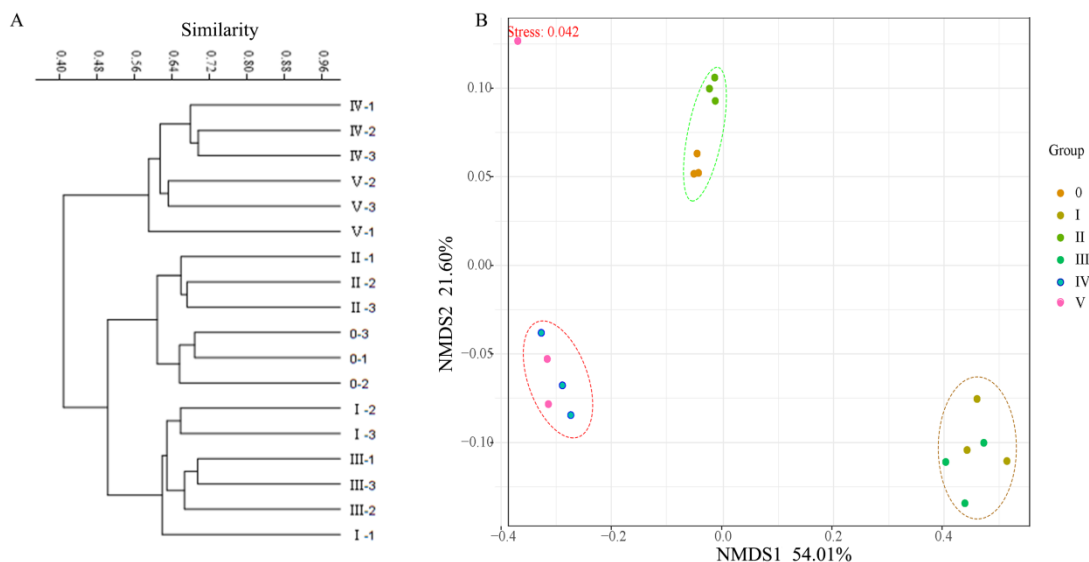 A
Similarity
0.40 0.48 0.56 0.64 0.72 0.80 0.88 0.96
IV-1
IV-2
IV-3
V-2
V-3
V-1
II-1
II-2
II-3
0-3
0-1
0-2
I-2
I-3
III-1
III-3
III-2
I-1
B
Stress: 0.042
0.10
0.05
0.00
−0.05
−0.10
NMDS2 21.60%
−0.4 −0.2 0.0 0.2 0.4
NMDS1 54.01%
Group
0
I
II
III
IV
V